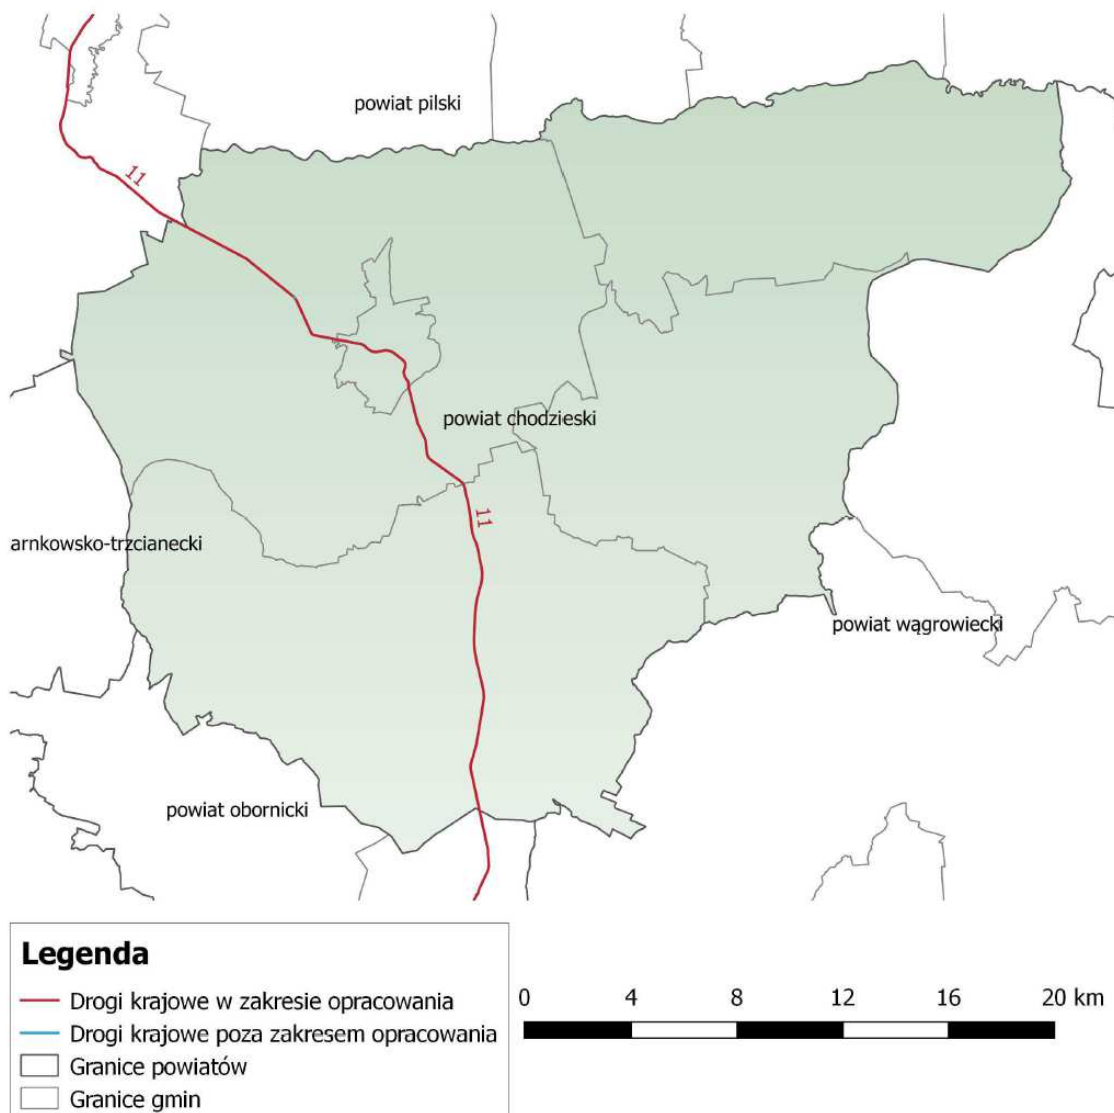 powiat pilski
11
powiat chodzieski
11
arnkowsko-trzcianecki
powiat wągrowiecki
powiat obornicki
Legenda
Drogi krajowe w zakresie opracowania
Drogi krajowe poza zakresem opracowania
Granice powiatów
Granice gmin
0 4 8 12 16 20 km